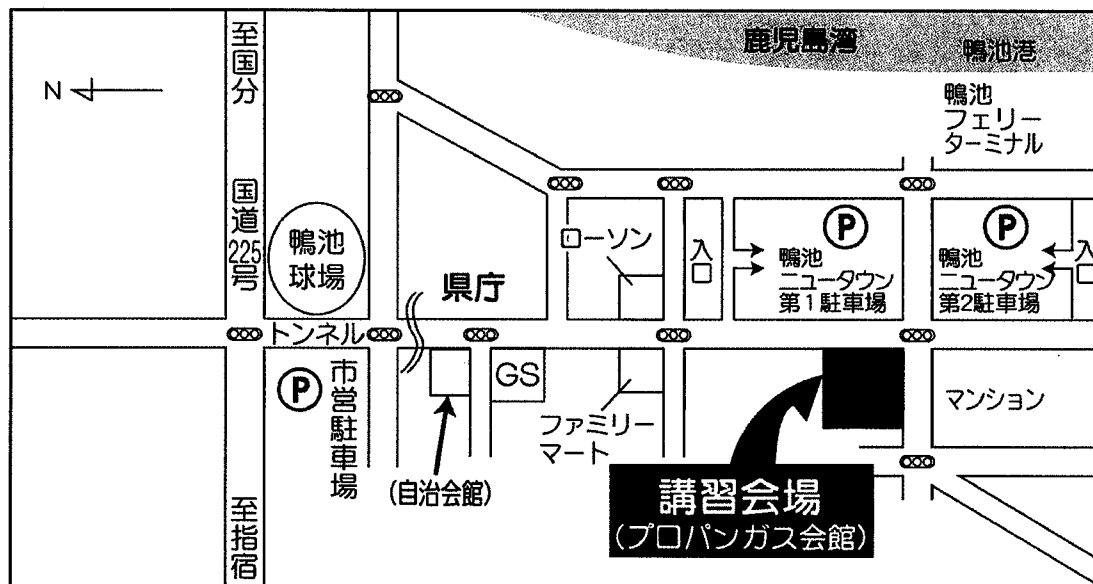 至国分
N
国道
225
号
鴨池
球場
鹿児島湾
鴨池港
鴨池
フェリー
ターミナル
県庁
ローソン
入口
P
鴨池
ニュータウン
第1駐車場
P
鴨池
ニュータウン
第2駐車場
入口
トンネル
P
市営駐車場
(自治会館)
GS
ファミリー
マート
マンション
講習会場
(プロパンガス会館)
至指宿